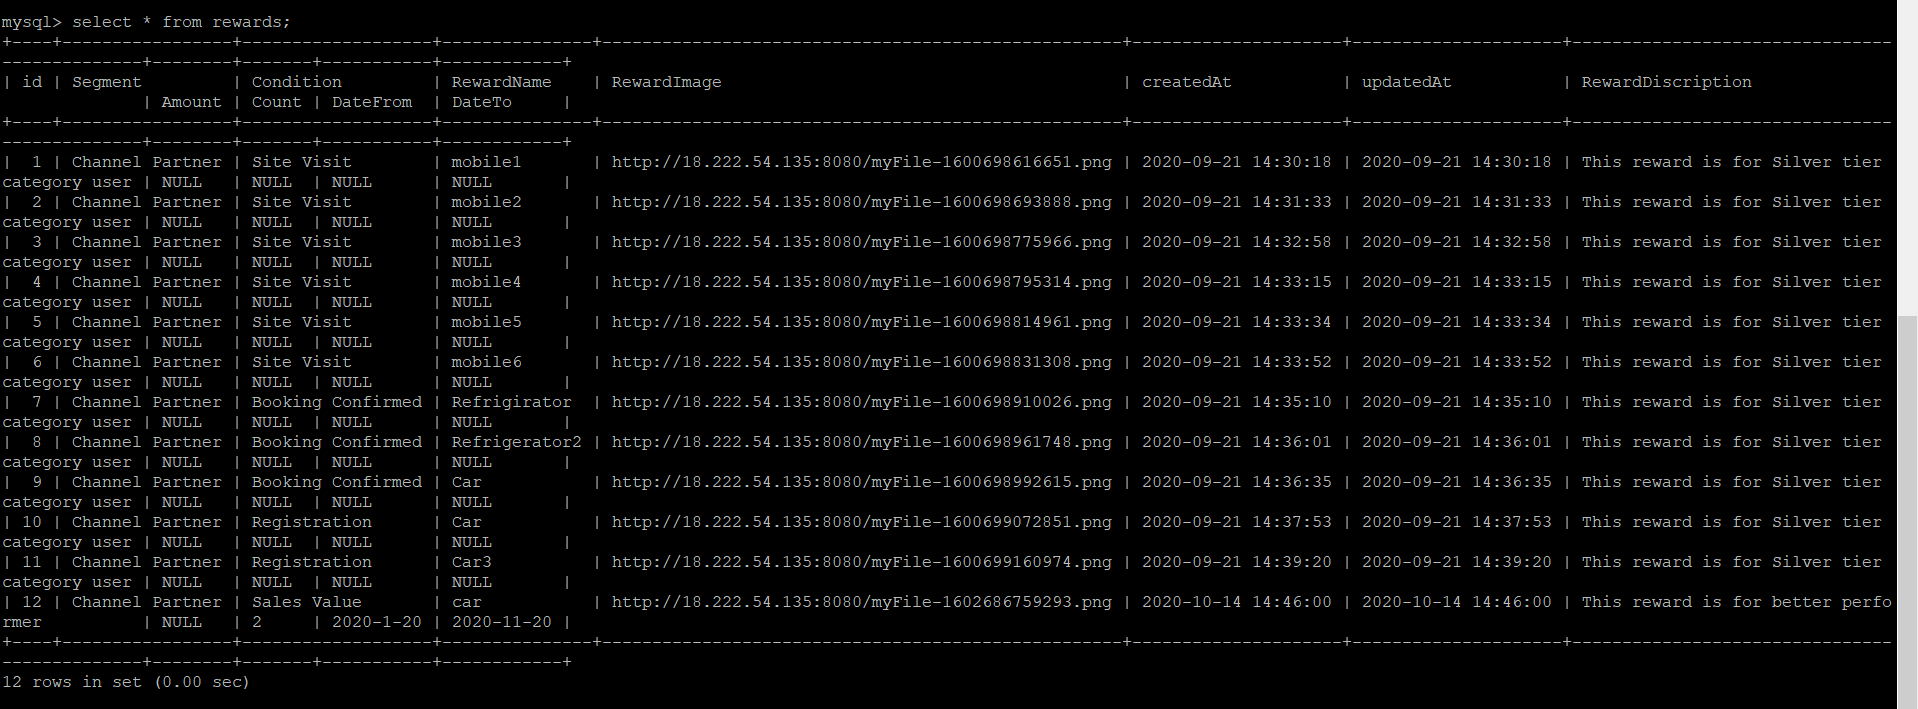 mysql> select * from rewards;
+----+-----------------+-------------------+---------------+----------------------------------------------------+---------------------+---------------------+--------------------------------
--------------+--------+-------+-----------+------------+
| id | Segment         | Condition         | RewardName    | RewardImage                                        | createdAt           | updatedAt           | RewardDiscription
              | Amount | Count | DateFrom  | DateTo     |
+----+-----------------+-------------------+---------------+----------------------------------------------------+---------------------+---------------------+--------------------------------
--------------+--------+-------+-----------+------------+
|  1 | Channel Partner | Site Visit        | mobile1       | http://18.222.54.135:8080/myFile-1600698616651.png | 2020-09-21 14:30:18 | 2020-09-21 14:30:18 | This reward is for Silver tier
category user | NULL   | NULL  | NULL      | NULL       |
|  2 | Channel Partner | Site Visit        | mobile2       | http://18.222.54.135:8080/myFile-1600698693888.png | 2020-09-21 14:31:33 | 2020-09-21 14:31:33 | This reward is for Silver tier
category user | NULL   | NULL  | NULL      | NULL       |
|  3 | Channel Partner | Site Visit        | mobile3       | http://18.222.54.135:8080/myFile-1600698775966.png | 2020-09-21 14:32:58 | 2020-09-21 14:32:58 | This reward is for Silver tier
category user | NULL   | NULL  | NULL      | NULL       |
|  4 | Channel Partner | Site Visit        | mobile4       | http://18.222.54.135:8080/myFile-1600698795314.png | 2020-09-21 14:33:15 | 2020-09-21 14:33:15 | This reward is for Silver tier
category user | NULL   | NULL  | NULL      | NULL       |
|  5 | Channel Partner | Site Visit        | mobile5       | http://18.222.54.135:8080/myFile-1600698814961.png | 2020-09-21 14:33:34 | 2020-09-21 14:33:34 | This reward is for Silver tier
category user | NULL   | NULL  | NULL      | NULL       |
|  6 | Channel Partner | Site Visit        | mobile6       | http://18.222.54.135:8080/myFile-1600698831308.png | 2020-09-21 14:33:52 | 2020-09-21 14:33:52 | This reward is for Silver tier
category user | NULL   | NULL  | NULL      | NULL       |
|  7 | Channel Partner | Booking Confirmed | Refrigirator  | http://18.222.54.135:8080/myFile-1600698910026.png | 2020-09-21 14:35:10 | 2020-09-21 14:35:10 | This reward is for Silver tier
category user | NULL   | NULL  | NULL      | NULL       |
|  8 | Channel Partner | Booking Confirmed | Refrigerator2 | http://18.222.54.135:8080/myFile-1600698961748.png | 2020-09-21 14:36:01 | 2020-09-21 14:36:01 | This reward is for Silver tier
category user | NULL   | NULL  | NULL      | NULL       |
|  9 | Channel Partner | Booking Confirmed | Car           | http://18.222.54.135:8080/myFile-1600698992615.png | 2020-09-21 14:36:35 | 2020-09-21 14:36:35 | This reward is for Silver tier
category user | NULL   | NULL  | NULL      | NULL       |
| 10 | Channel Partner | Registration      | Car           | http://18.222.54.135:8080/myFile-1600699072851.png | 2020-09-21 14:37:53 | 2020-09-21 14:37:53 | This reward is for Silver tier
category user | NULL   | NULL  | NULL      | NULL       |
| 11 | Channel Partner | Registration      | Car3          | http://18.222.54.135:8080/myFile-1600699160974.png | 2020-09-21 14:39:20 | 2020-09-21 14:39:20 | This reward is for Silver tier
category user | NULL   | NULL  | NULL      | NULL       |
| 12 | Channel Partner | Sales Value       | car           | http://18.222.54.135:8080/myFile-1602686759293.png | 2020-10-14 14:46:00 | 2020-10-14 14:46:00 | This reward is for better perfo
rmer          | NULL   | 2     | 2020-1-20 | 2020-11-20 |
+----+-----------------+-------------------+---------------+----------------------------------------------------+---------------------+---------------------+--------------------------------
--------------+--------+-------+-----------+------------+
12 rows in set (0.00 sec)